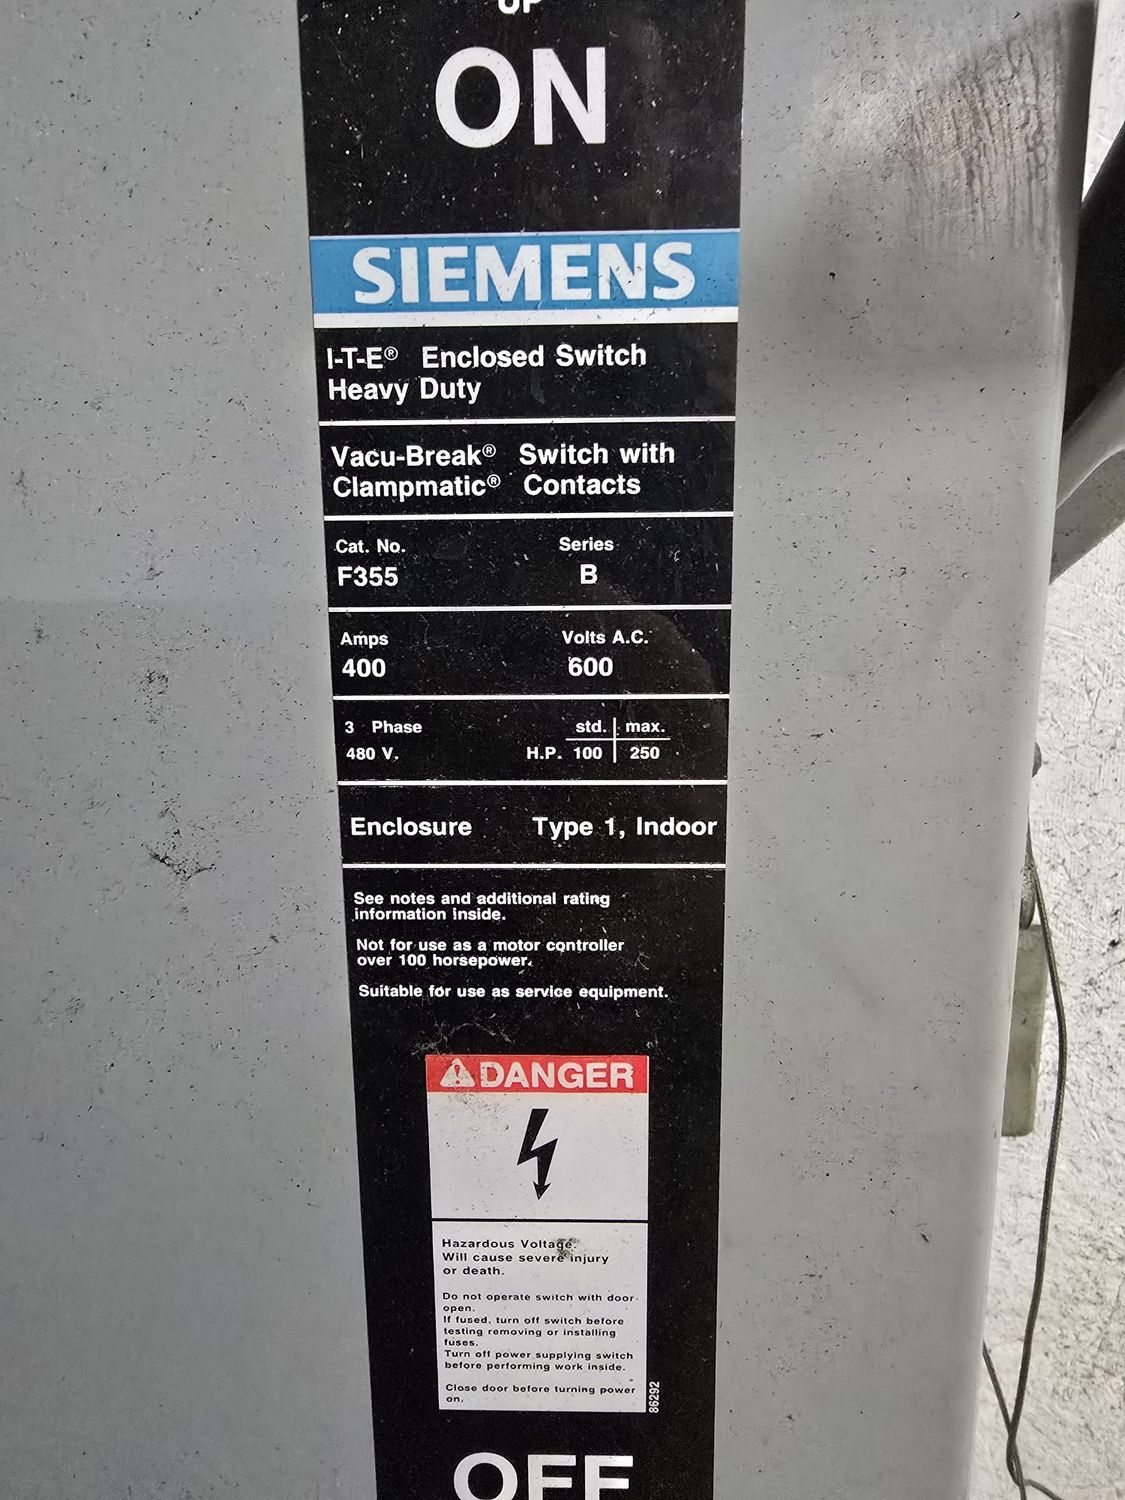 UP
ON
SIEMENS
I-T-E® Enclosed Switch
Heavy Duty
Vacu-Break® Switch with
Clampmatic® Contacts
Cat. No. Series
F355 B
Amps Volts A.C.
400 600
3 Phase std. max.
480 V. H.P. 100 250
Enclosure Type 1, Indoor
See notes and additional rating
information inside.
Not for use as a motor controller
over 100 horsepower.
Suitable for use as service equipment.
DANGER
Hazardous Voltage.
Will cause severe injury
or death.
Do not operate switch with door
open.
If fused, turn off switch before
testing removing or installing
fuses.
Turn off power supplying switch
before performing work inside.
Close door before turning power
on.
86292
OFF